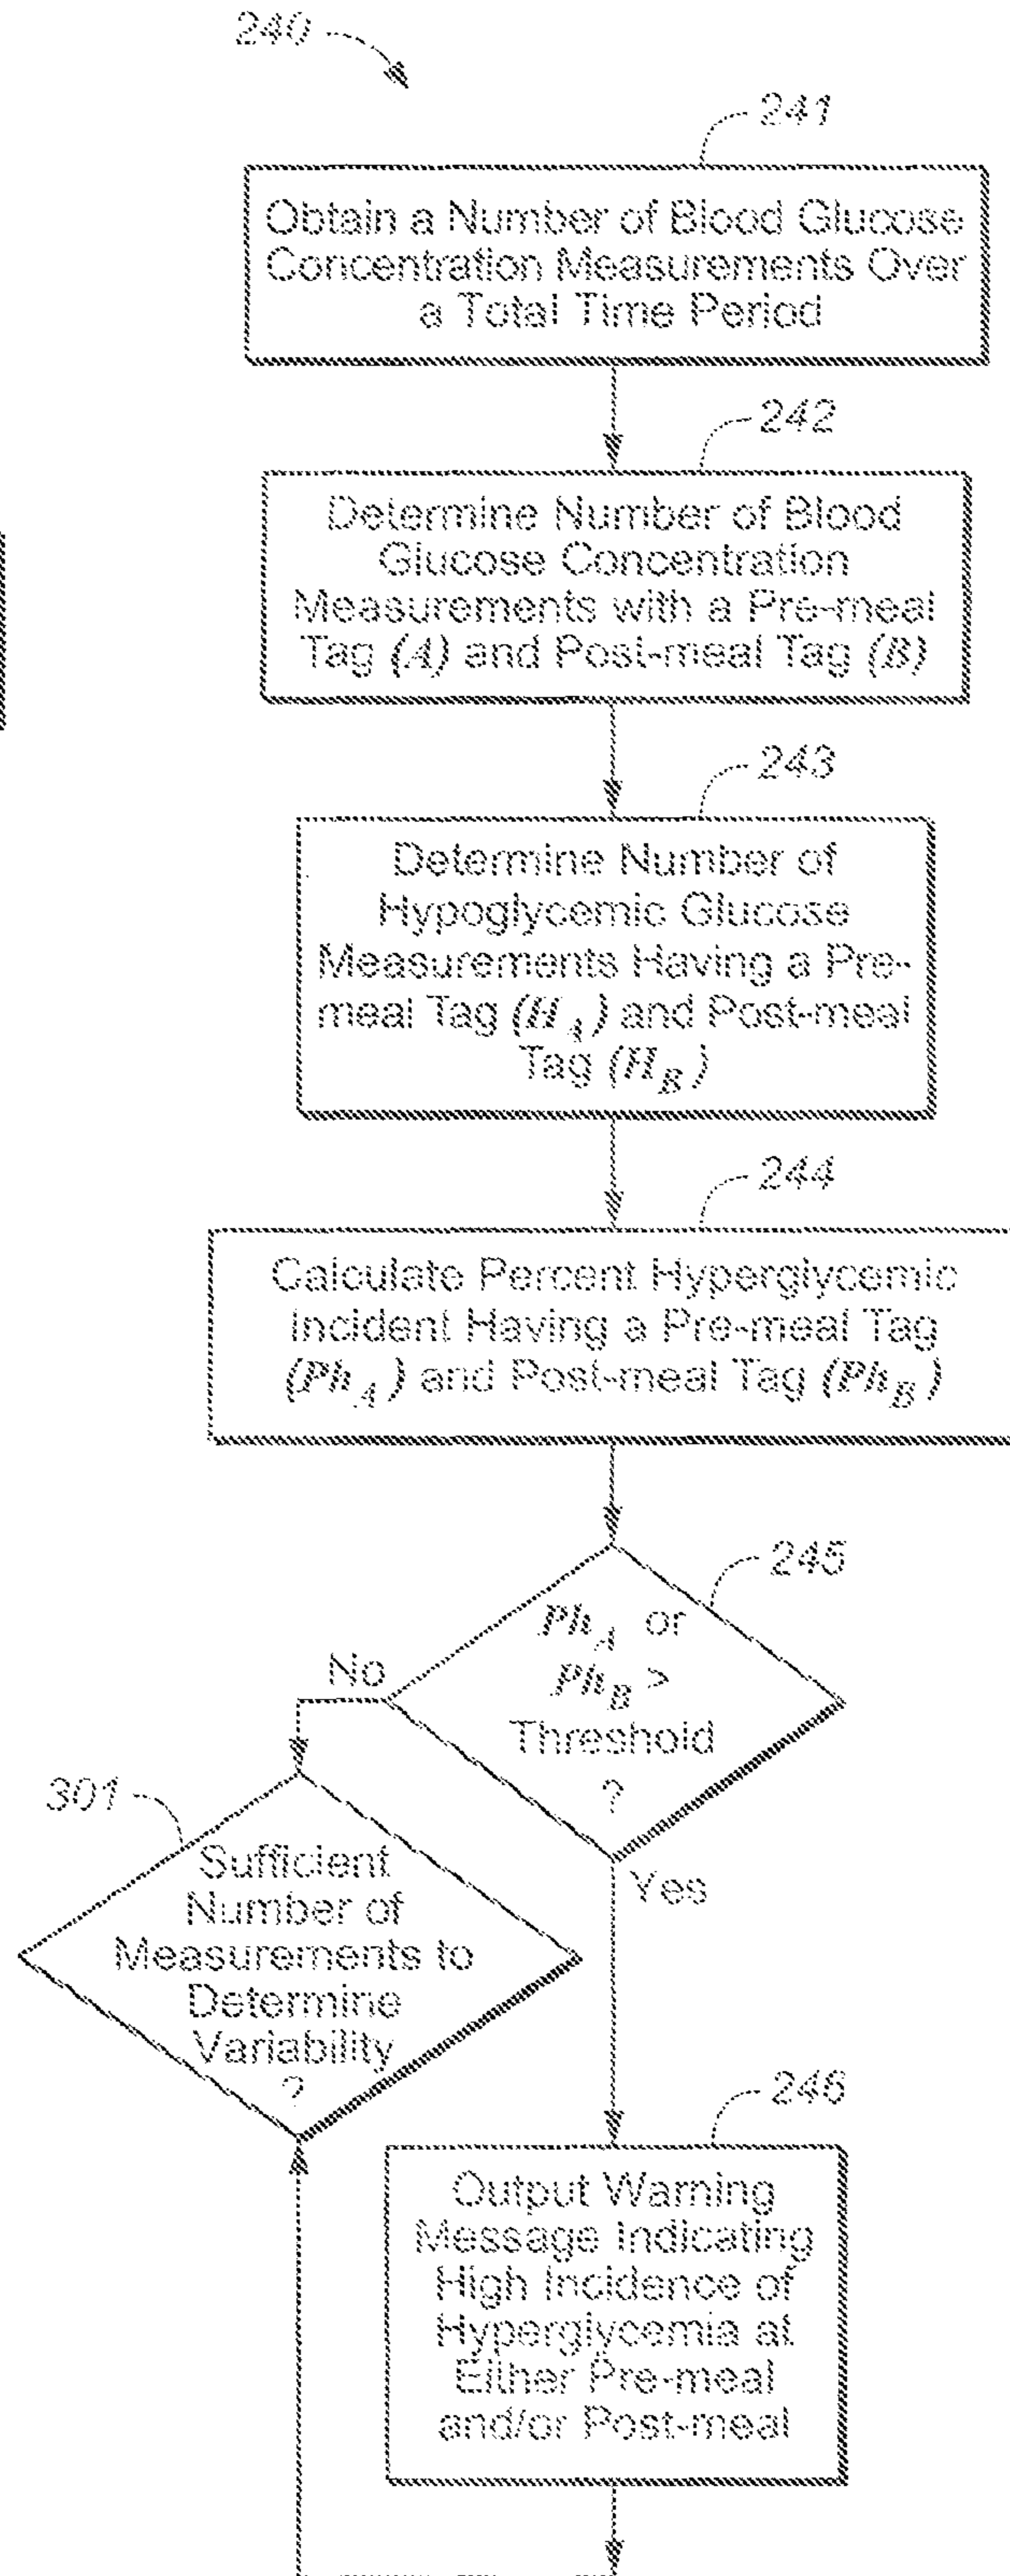 240
241
Obtain a Number of Blood Glucose
Concentration Measurements Over
a Total Time Period
242
Determine Number of Blood
Glucose Concentration
Measurements with a Pre-meal
Tag (A) and Post-meal Tag (B)
243
Determine Number of
Hypoglycemic Glucose
Measurements Having a Pre-
meal Tag (H_A) and Post-meal
Tag (H_B)
244
Calculate Percent Hyperglycemic
Incident Having a Pre-meal Tag
(Ph_A) and Post-meal Tag (Ph_B)
245
Ph_A or
Ph_B >
Threshold
?
No
Yes
301
Sufficient
Number of
Measurements to
Determine
Variability
?
246
Output Warning
Message Indicating
High Incidence of
Hyperglycemia at
Either Pre-meal
and/or Post-meal